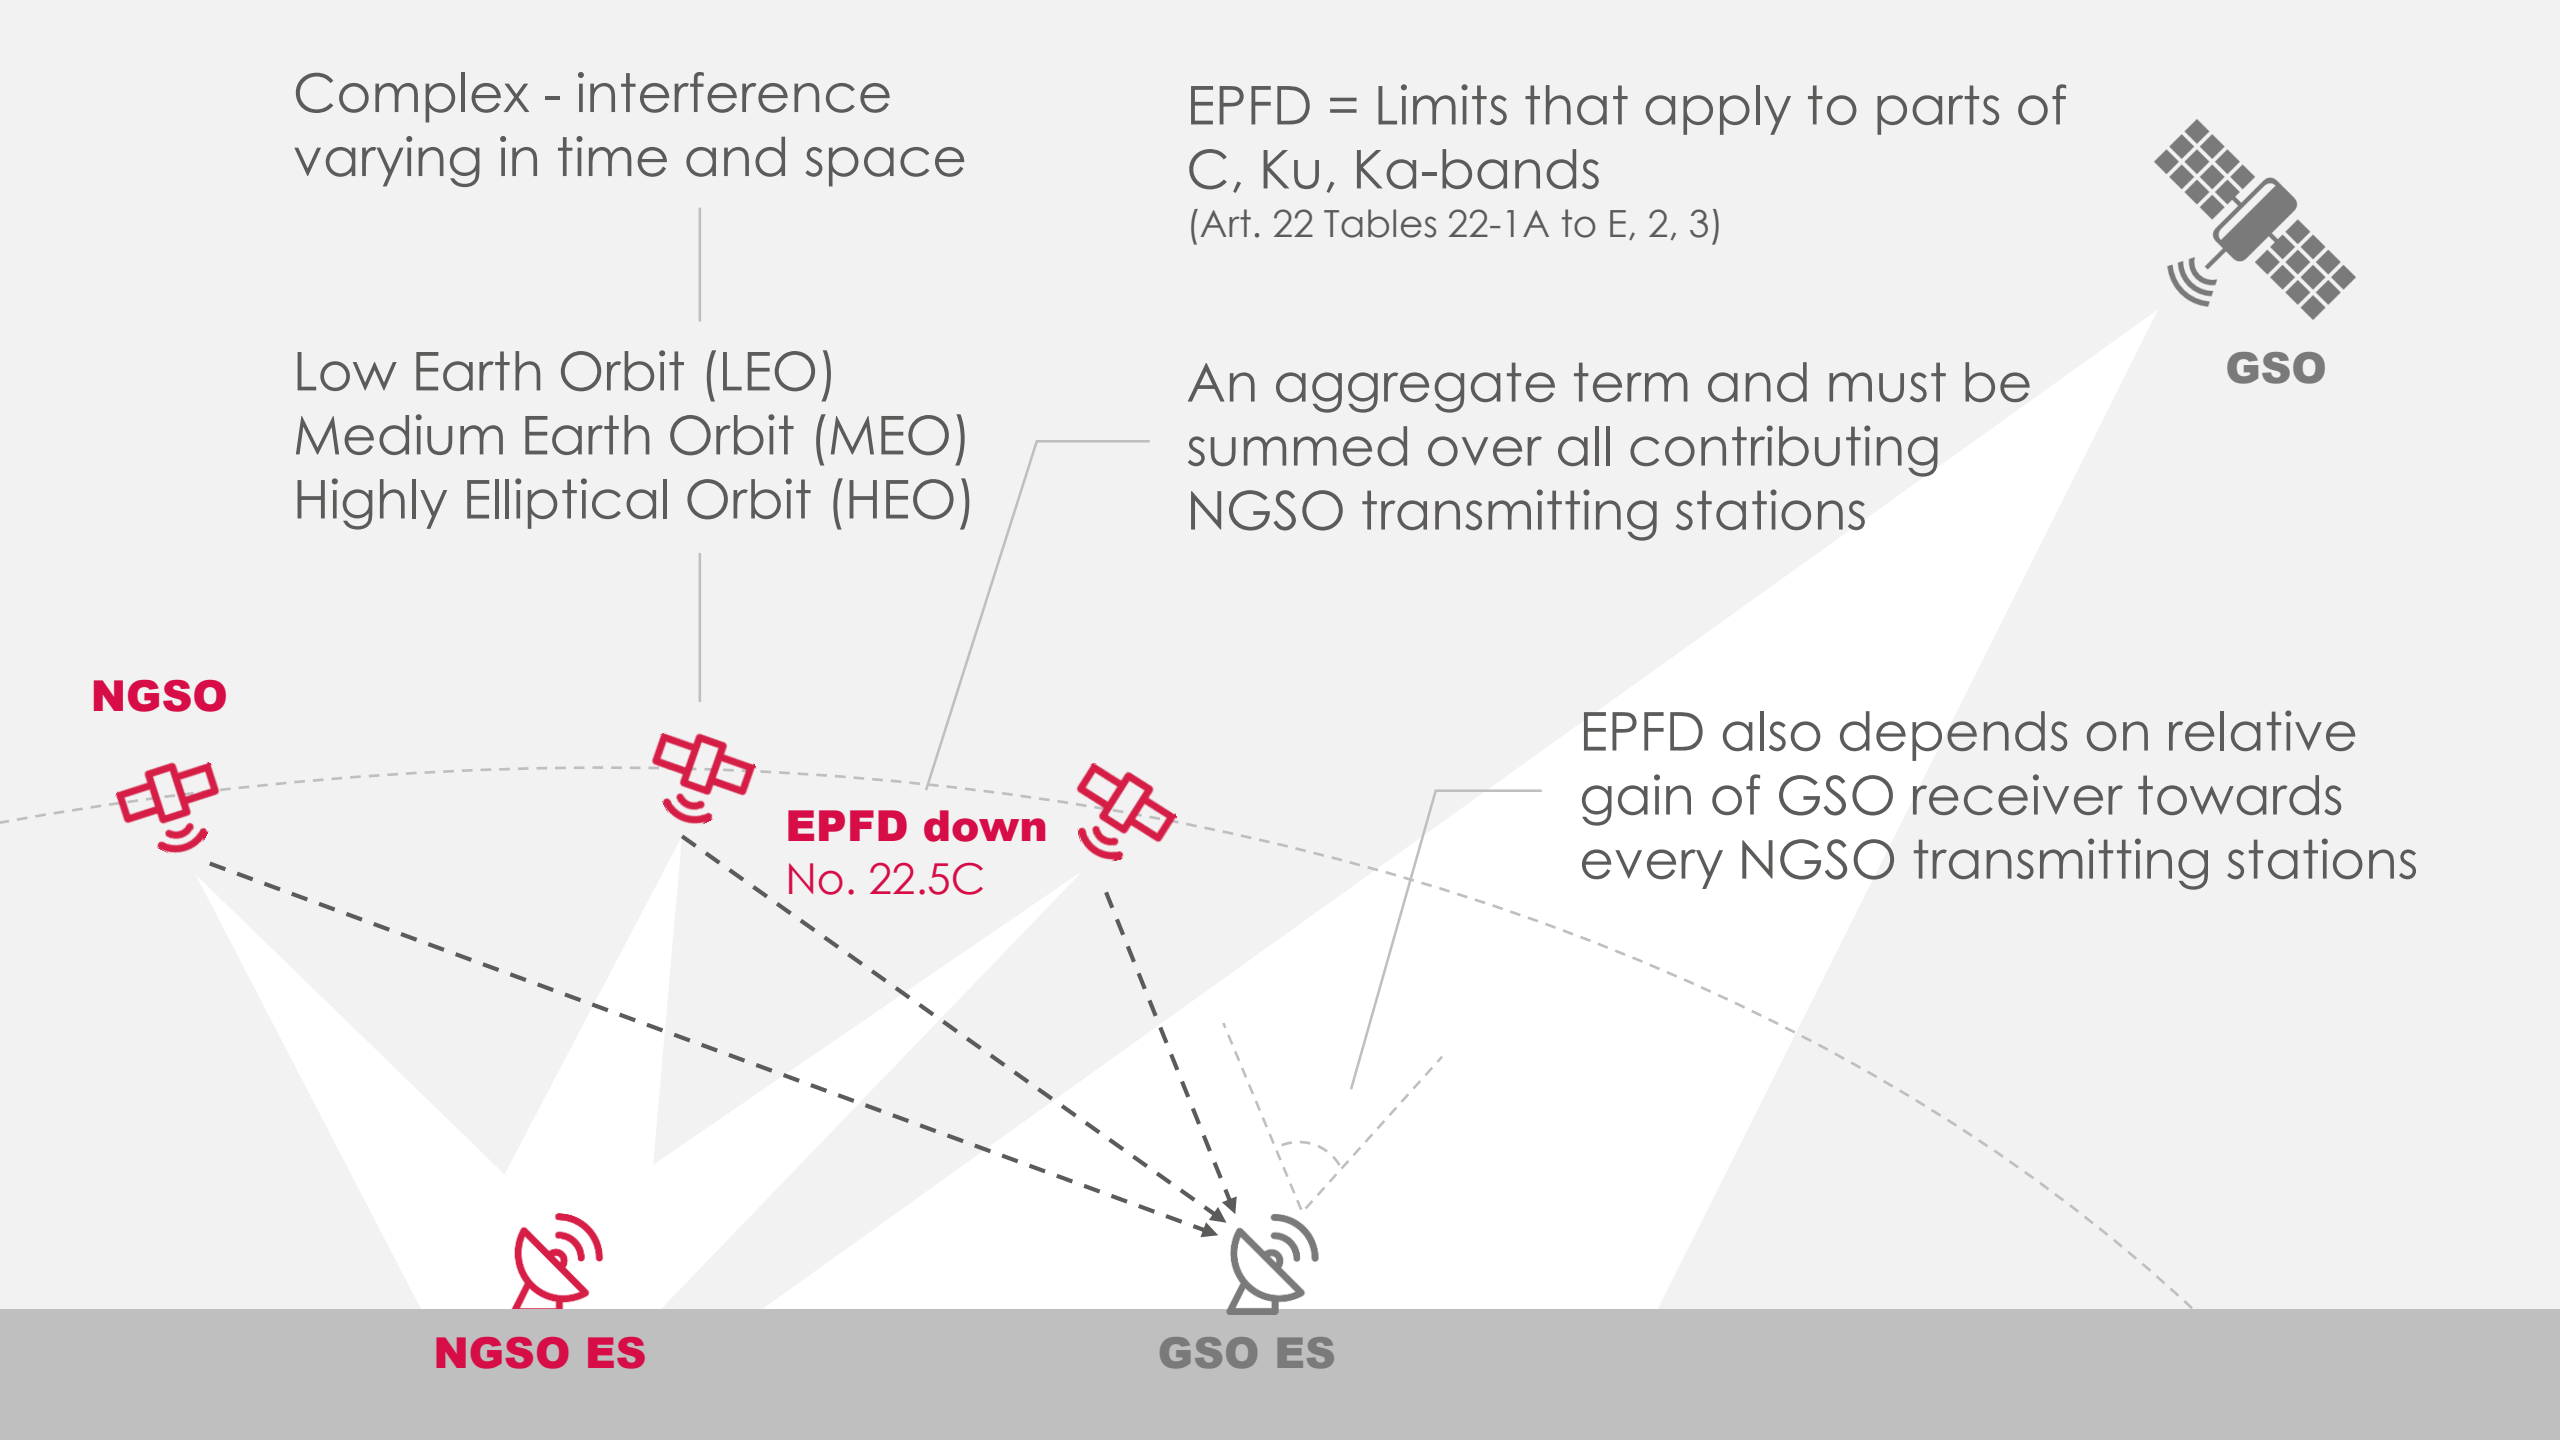 Complex - interference
varying in time and space
EPFD = Limits that apply to parts of
C, Ku, Ka-bands
(Art. 22 Tables 22-1A to E, 2, 3)
GSO
Low Earth Orbit (LEO)
Medium Earth Orbit (MEO)
Highly Elliptical Orbit (HEO)
An aggregate term and must be
summed over all contributing
NGSO transmitting stations
NGSO
EPFD down
No. 22.5C
EPFD also depends on relative
gain of GSO receiver towards
every NGSO transmitting stations
NGSO ES
GSO ES